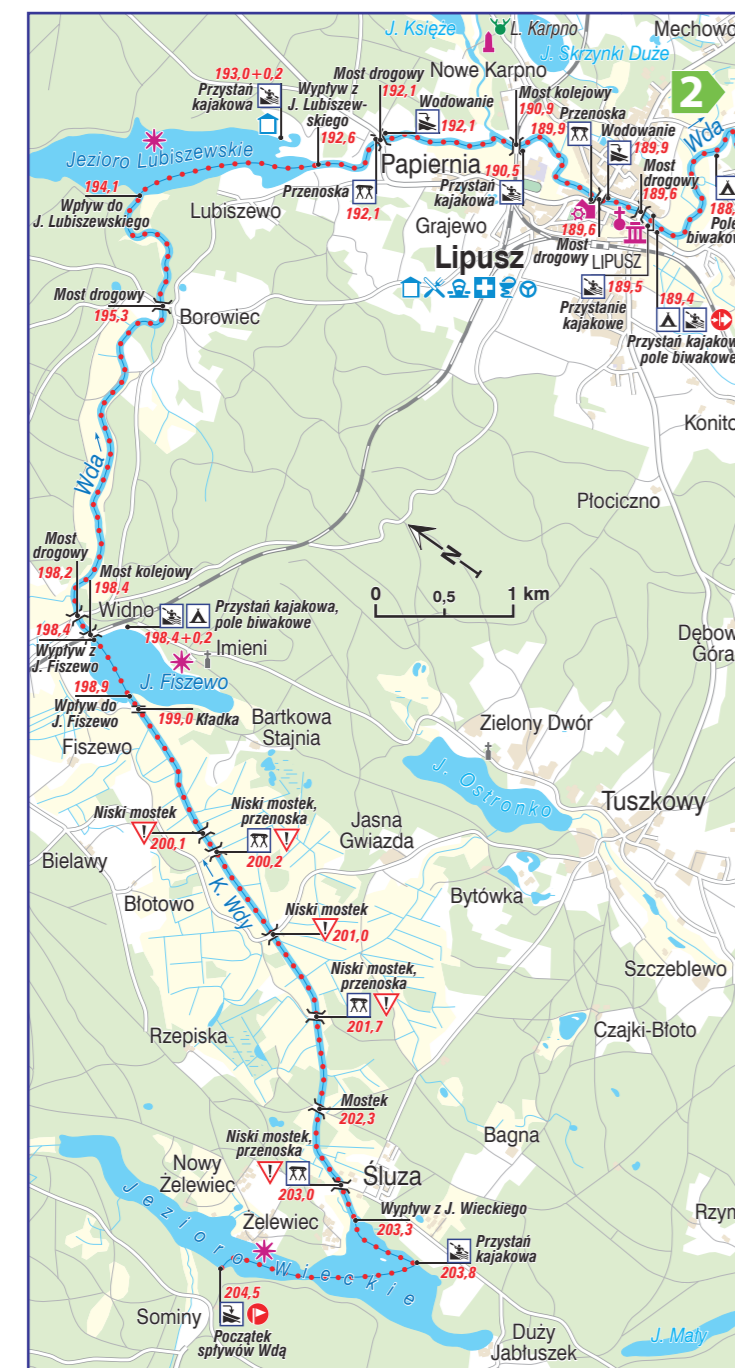 J. Księże
L. Karpno
Mechowo
J. Skrzynki Duże
193,0+0,2
Przystań
kajakowa
Wypływ z
J. Lubiszew-
skiego
192,6
Most drogowy
192,1
Nowe Karpno
Wodowanie
192,1
Most kolejowy
190,9
Przenoska
189,9
Wodowanie
189,9
2
Wda
Jezioro Lubiszewskie
Papiernia
190,5
Przystań
kajakowa
Most
drogowy
189,6
188,
Pole
biwakow
194,1
Wpływ do
J. Lubiszewskiego
Lubiszewo
Przenoska
192,1
Grajewo
Lipusz
189,6
Most
drogowy
LIPUSZ
189,5
Przystanie
kajakowe
189,4
Przystań kajakow
pole biwakowe
Most drogowy
195,3
Borowiec
Konito
Wda
Płociczno
Most
drogowy
198,2
Most kolejowy
198,4
N
0 0,5 1 km
Widno
Przystań kajakowa,
pole biwakowe
198,4+0,2
198,4
Wypływ z
J. Fiszewo
Imieni
Dębow
Góra
J. Fiszewo
198,9
Wpływ do
J. Fiszewo
199,0 Kładka
Fiszewo
Bartkowa
Stajnia
Zielony Dwór
J. Ostronko
Tuszkowy
Niski mostek
200,1
Niski mostek,
przenoska
200,2
Jasna
Gwiazda
Bielawy
Błotowo
K. Wdy
Bytówka
Niski mostek
201,0
Szczeblewo
Niski mostek,
przenoska
201,7
Rzepiska
Czajki-Błoto
Mostek
202,3
Bagna
Niski mostek,
przenoska
203,0
Nowy
Żelewiec
Śluza
Rzym
Żelewiec
Wypływ z J. Wieckiego
203,3
Jezioro Wieckie
Przystań
kajakowa
203,8
204,5
Sominy
Początek
spływów Wdą
Duży
Jabłuszek
J. Mały